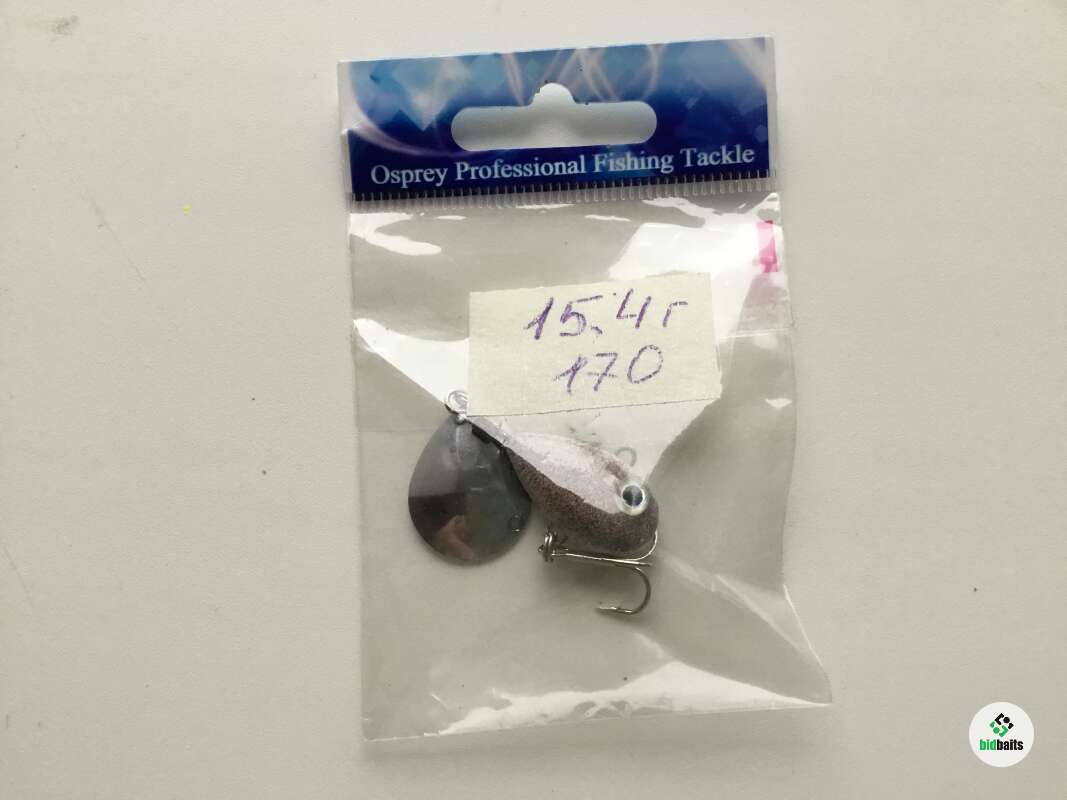 Osprey Professional Fishing Tackle
15.4г
170
bidbaits